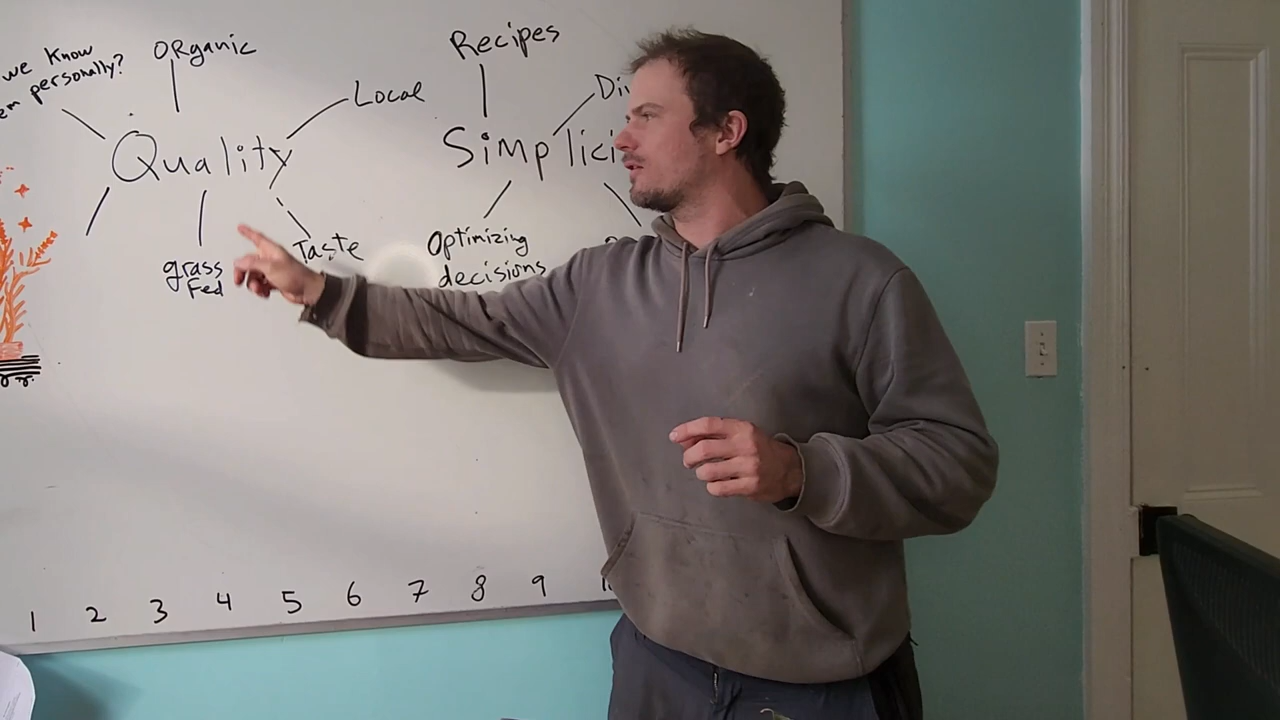 we know
personally?
ORganic
Local
Quality
grass
Fed
Taste
Recipes
Simplici
Optimizing
decisions
1 2 3 4 5 6 7 8 9